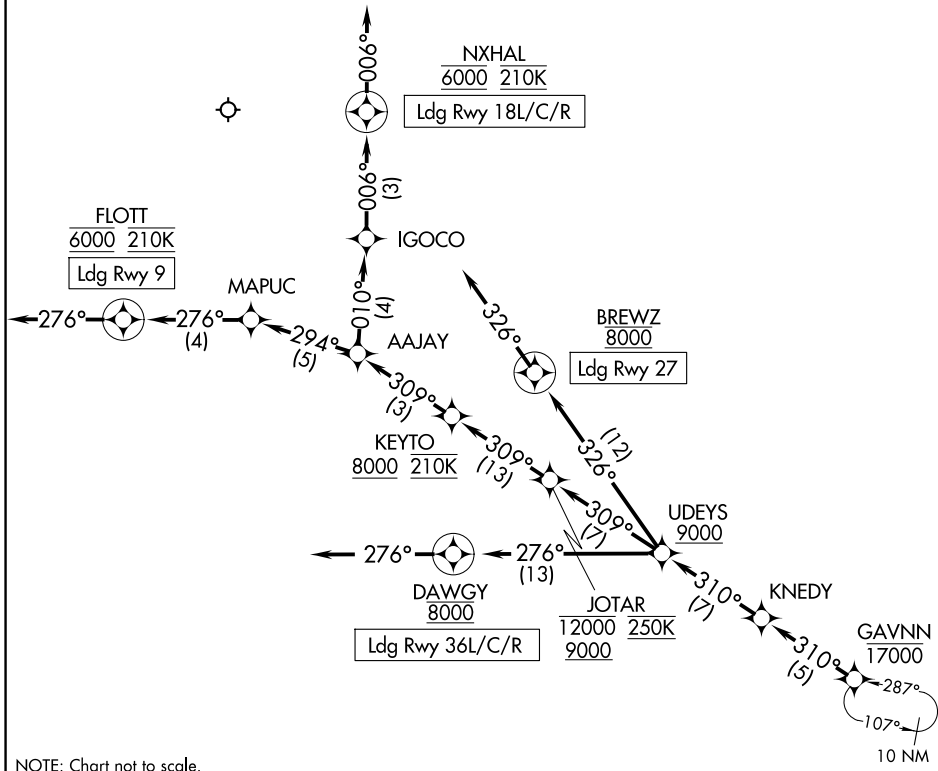 006°
NXHAL
6000 210K
Ldg Rwy 18L/C/R
006°
(3)
FLOTT
6000 210K
Ldg Rwy 9
IGOCO
MAPUC
010°
(4)
326°
BREWZ
8000
Ldg Rwy 27
276°
276°
(4)
294°
(5)
AAJAY
309°
(3)
(12)
326°
KEYTO
8000 210K
309°
(13)
309°
(7)
UDEYS
9000
276°
276°
(13)
DAWGY
8000
Ldg Rwy 36L/C/R
JOTAR
12000 250K
9000
310°
(7)
KNEDY
310°
(5)
GAVNN
17000
287°
107°
10 NM
NOTE: Chart not to scale.